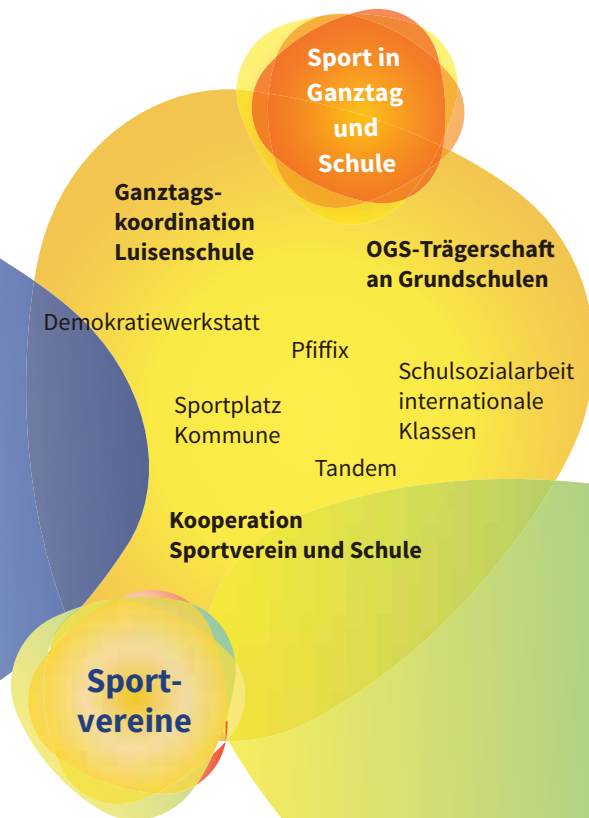 Sport in
Ganztag
und
Schule
Ganztags-
koordination
Luisenschule
OGS-Trägerschaft
an Grundschulen
Demokratiewerkstatt
Pfiffix
Schulsozialarbeit
internationale
Klassen
Sportplatz
Kommune
Tandem
Kooperation
Sportverein und Schule
Sport-
vereine